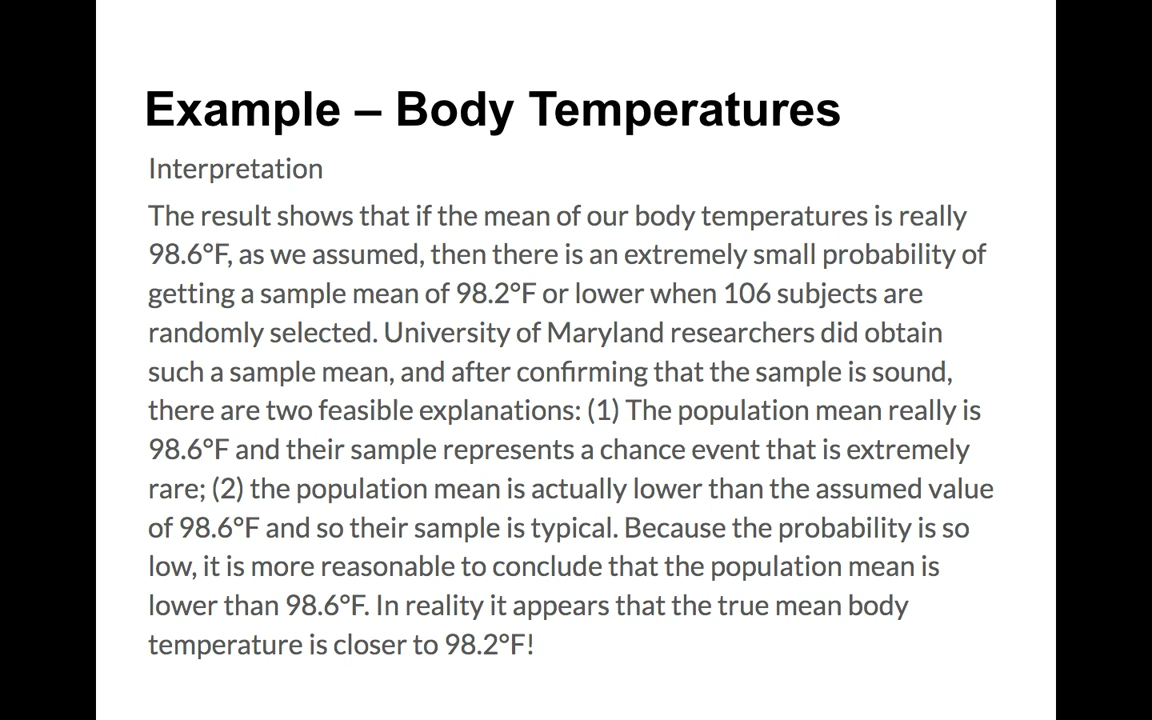 Example – Body Temperatures
Interpretation
The result shows that if the mean of our body temperatures is really
98.6°F, as we assumed, then there is an extremely small probability of
getting a sample mean of 98.2°F or lower when 106 subjects are
randomly selected. University of Maryland researchers did obtain
such a sample mean, and after confirming that the sample is sound,
there are two feasible explanations: (1) The population mean really is
98.6°F and their sample represents a chance event that is extremely
rare; (2) the population mean is actually lower than the assumed value
of 98.6°F and so their sample is typical. Because the probability is so
low, it is more reasonable to conclude that the population mean is
lower than 98.6°F. In reality it appears that the true mean body
temperature is closer to 98.2°F!